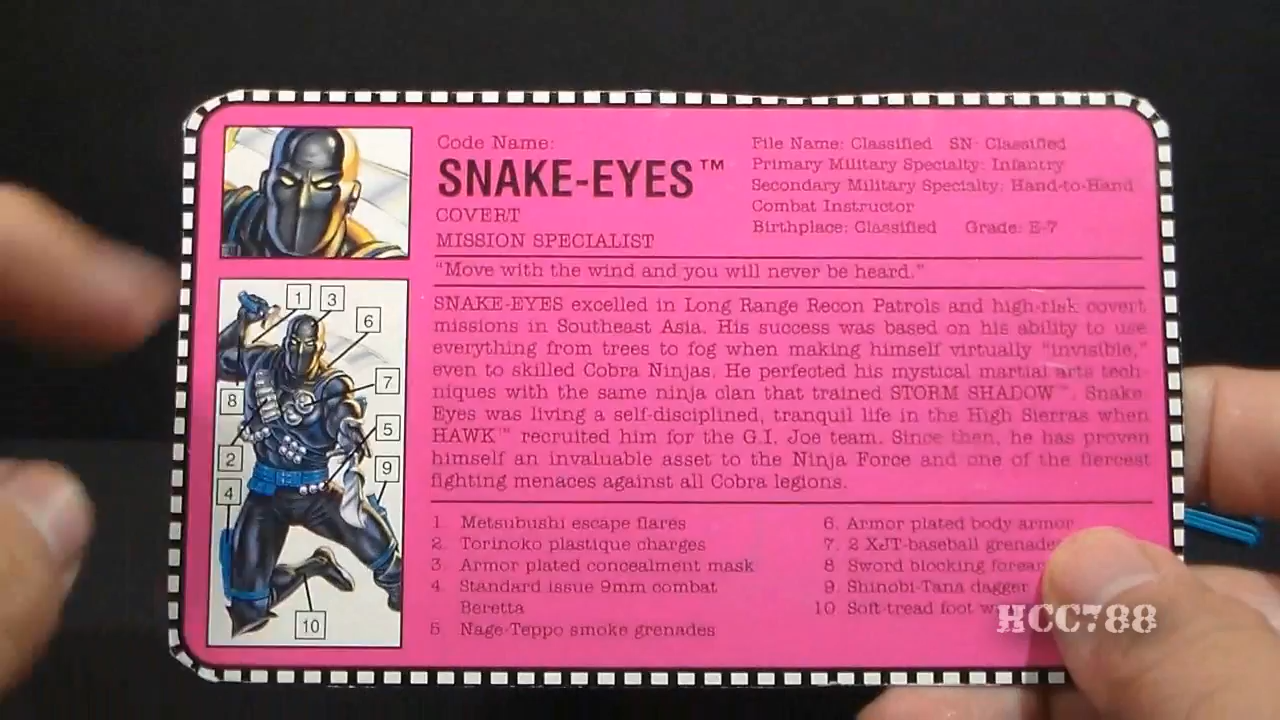 Code Name:
SNAKE-EYES™
COVERT
MISSION SPECIALIST
File Name: Classified SN: Classified
Primary Military Specialty: Infantry
Secondary Military Specialty: Hand-to-Hand
Combat Instructor
Birthplace: Classified Grade: E-7
"Move with the wind and you will never be heard."
SNAKE-EYES excelled in Long Range Recon Patrols and high-risk covert
missions in Southeast Asia. His success was based on his ability to use
everything from trees to fog when making himself virtually "invisible,"
even to skilled Cobra Ninjas. He perfected his mystical martial arts tech-
niques with the same ninja clan that trained STORM SHADOW™. Snake
Eyes was living a self-disciplined, tranquil life in the High Sierras when
HAWK™ recruited him for the G.I. Joe team. Since then, he has proven
himself an invaluable asset to the Ninja Force and one of the fiercest
fighting menaces against all Cobra legions.
1 3
6
7
8
5
2
9
4
10
1. Metsubushi escape flares
2. Torinoko plastique charges
3. Armor plated concealment mask
4. Standard issue 9mm combat
Beretta
5. Nage-Teppo smoke grenades
6. Armor plated body armor
7. 2 XJT-baseball grenades
8. Sword blocking
9. Shinobi-Tana dagger
10. Soft-tread foot
HCC788